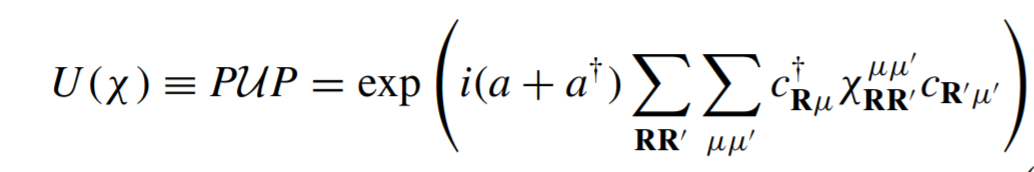 U(χ) ≡ P𝒰P = exp ( i(a + a†) ∑_{𝐑𝐑′} ∑_{μμ′} c†_{𝐑μ} χ^{μμ′}_{𝐑𝐑′} c_{𝐑′μ′} )